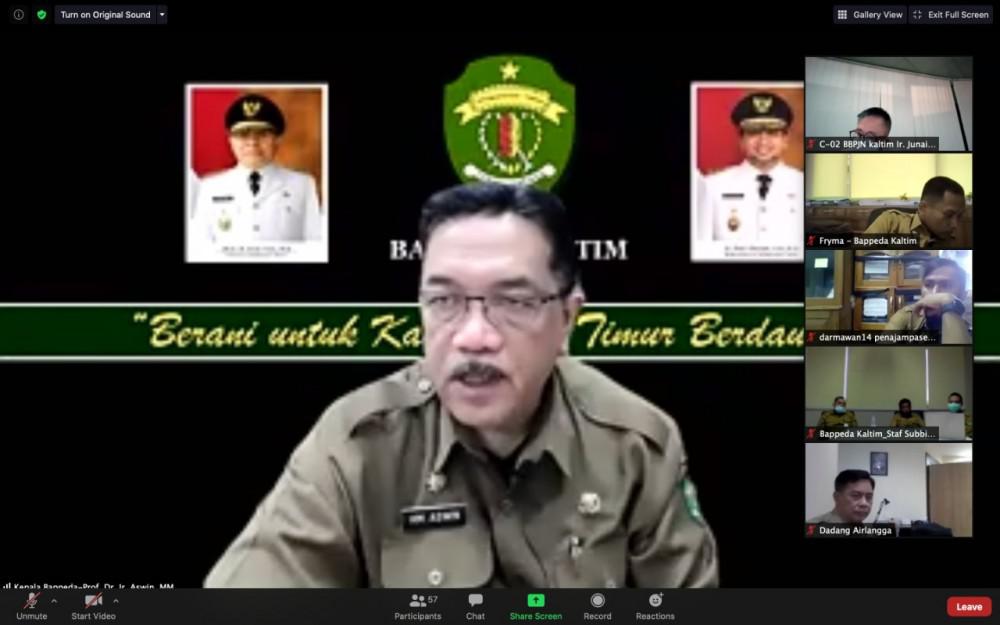 Turn on Original Sound
Gallery View
Exit Full Screen
C-02 BBPJN kaltim Ir. Junai...
Fryma - Bappeda Kaltim
darmawan14 penajampase...
Bappeda Kaltim_Staf Subbi...
Dadang Airlangga
BA TIM
"Berani untuk Ka Timur Berdau
Kepala Bappeda-Prof. Dr. Ir. Aswin, MM
Unmute
Start Video
Participants
57
Chat
Share Screen
Record
Reactions
Leave